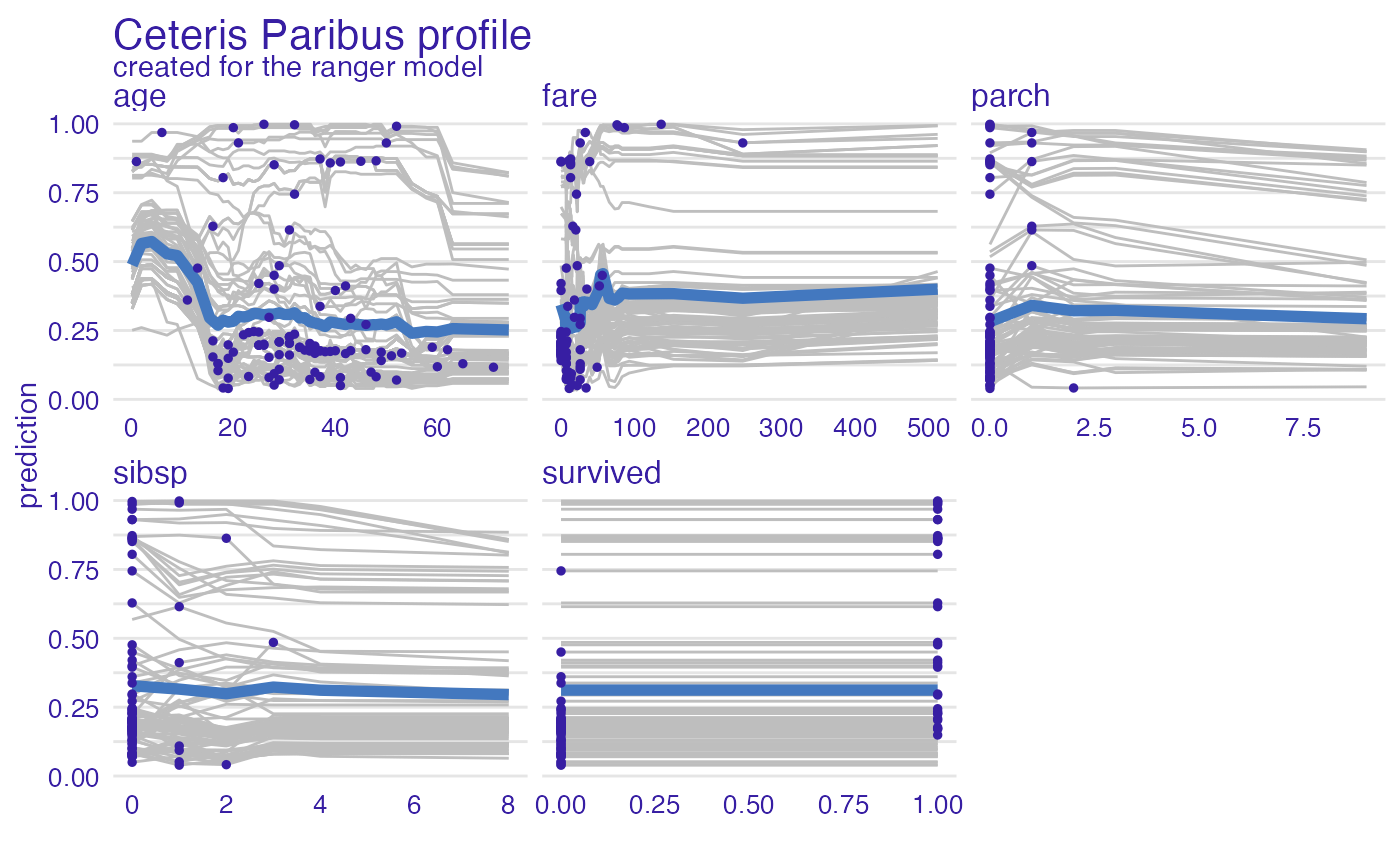 Ceteris Paribus profile
created for the ranger model
age
fare
parch
1.00
0.75
0.50
0.25
0.00
0 20 40 60
0 100 200 300 400 500
0.0 2.5 5.0 7.5
prediction
sibsp
survived
1.00
0.75
0.50
0.25
0.00
0 2 4 6 8
0.00 0.25 0.50 0.75 1.00